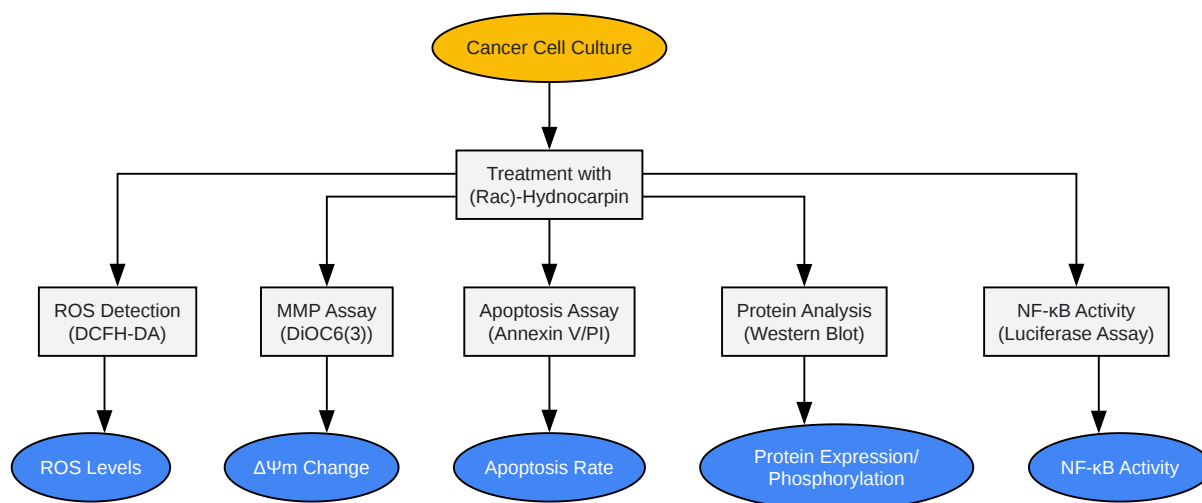 Cancer Cell Culture
Treatment with
(Rac)-Hydnocarpin
ROS Detection
(DCFH-DA)
MMP Assay
(DiOC6(3))
Apoptosis Assay
(Annexin V/PI)
Protein Analysis
(Western Blot)
NF-κB Activity
(Luciferase Assay)
ROS Levels
ΔΨm Change
Apoptosis Rate
Protein Expression/
Phosphorylation
NF-κB Activity